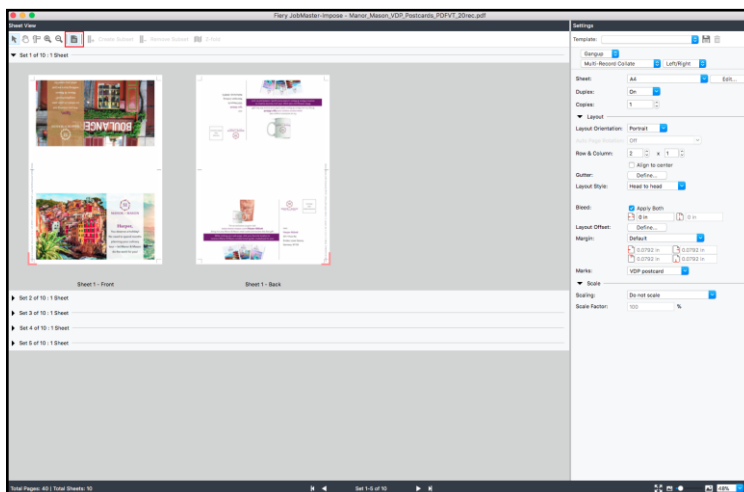 Fiery JobMaster-Impose - Manor_Mason_VDP_Postcards_PDFVT_20rec.pdf
Sheet View
Create Subset
Remove Subset
Z-Fold
Set 1 of 10 : 1 Sheet
BOULANGE
Sheet 1 - Front
Sheet 1 - Back
Set 2 of 10 : 1 Sheet
Set 3 of 10 : 1 Sheet
Set 4 of 10 : 1 Sheet
Set 5 of 10 : 1 Sheet
Total Pages: 40 | Total Sheets: 10
Set 1-5 of 10
48%
Settings
Template:
Gangup
Multi-Record Collate
Left/Right
Sheet: A4 Edit...
Duplex: On
Copies: 1
Layout
Layout Orientation: Portrait
Auto Page Rotation: Off
Row & Column: 2 x 1
Align to center
Gutter: Define...
Layout Style: Head to head
Bleed: Apply Both
0 in 0 in
Layout Offset: Define...
Margin: Default
0.0792 in 0.0792 in
0.0792 in 0.0792 in
Marks: VDP postcard
Scale
Scaling: Do not scale
Scale Factor: 100 %